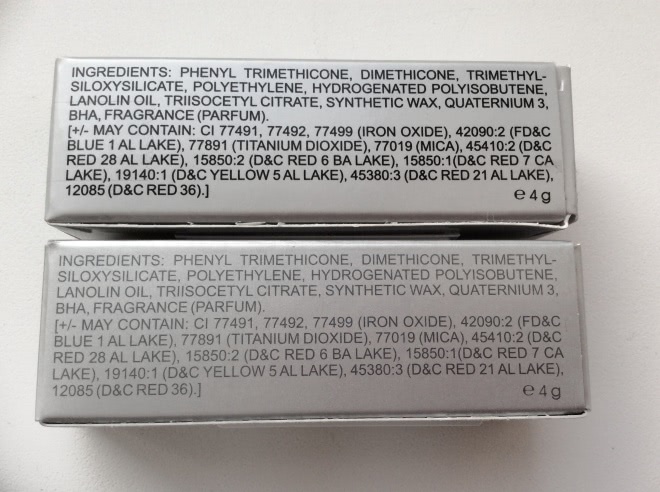 INGREDIENTS: PHENYL TRIMETHICONE, DIMETHICONE, TRIMETHYL-
SILOXYSILICATE, POLYETHYLENE, HYDROGENATED POLYISOBUTENE,
LANOLIN OIL, TRIISOCETYL CITRATE, SYNTHETIC WAX, QUATERNIUM 3,
BHA, FRAGRANCE (PARFUM).
[+/- MAY CONTAIN: CI 77491, 77492, 77499 (IRON OXIDE), 42090:2 (FD&C
BLUE 1 AL LAKE), 77891 (TITANIUM DIOXIDE), 77019 (MICA), 45410:2 (D&C
RED 28 AL LAKE), 15850:2 (D&C RED 6 BA LAKE), 15850:1(D&C RED 7 CA
LAKE), 19140:1 (D&C YELLOW 5 AL LAKE), 45380:3 (D&C RED 21 AL LAKE),
12085 (D&C RED 36).]
℮ 4 g
INGREDIENTS: PHENYL TRIMETHICONE, DIMETHICONE, TRIMETHYL-
SILOXYSILICATE, POLYETHYLENE, HYDROGENATED POLYISOBUTENE,
LANOLIN OIL, TRIISOCETYL CITRATE, SYNTHETIC WAX, QUATERNIUM 3,
BHA, FRAGRANCE (PARFUM).
[+/- MAY CONTAIN: CI 77491, 77492, 77499 (IRON OXIDE), 42090:2 (FD&C
BLUE 1 AL LAKE), 77891 (TITANIUM DIOXIDE), 77019 (MICA), 45410:2 (D&C
RED 28 AL LAKE), 15850:2 (D&C RED 6 BA LAKE), 15850:1(D&C RED 7 CA
LAKE), 19140:1 (D&C YELLOW 5 AL LAKE), 45380:3 (D&C RED 21 AL LAKE),
12085 (D&C RED 36).]
℮ 4 g